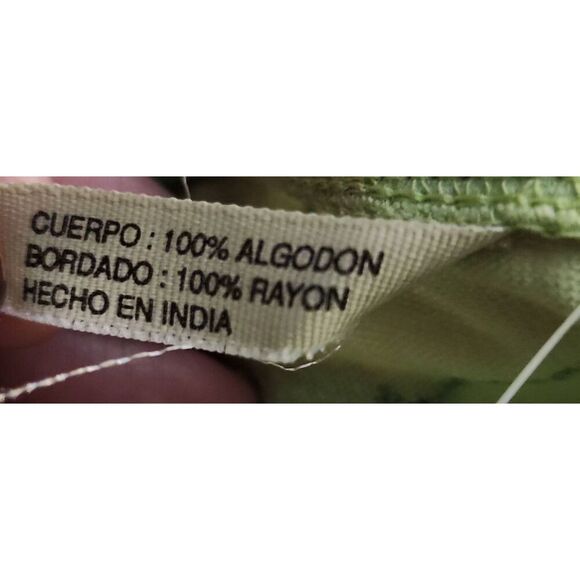 CUERPO : 100% ALGODON
BORDADO : 100% RAYON
HECHO EN INDIA